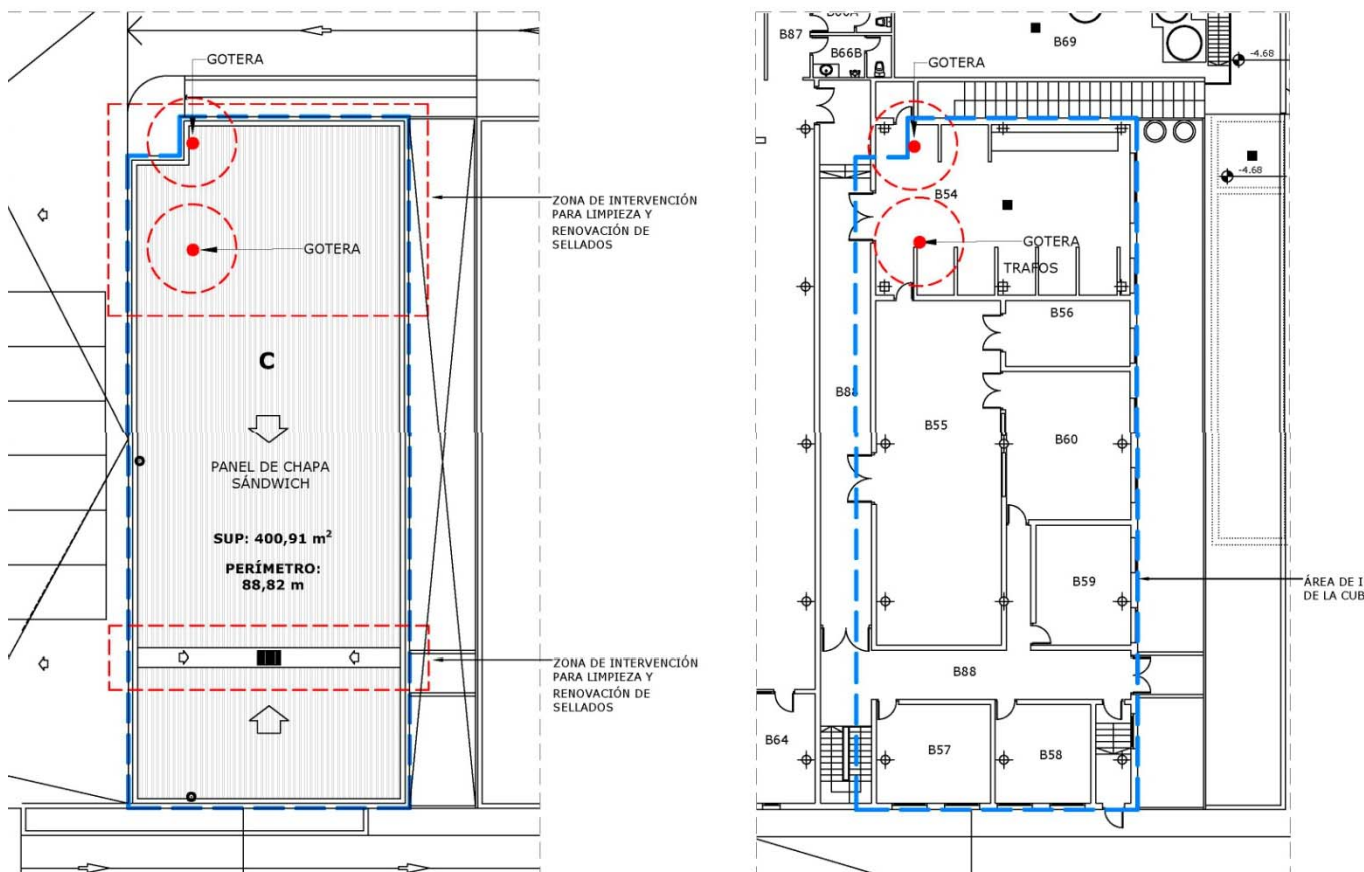 GOTERA
GOTERA
ZONA DE INTERVENCIÓN
PARA LIMPIEZA Y
RENOVACIÓN DE
SELLADOS
C
PANEL DE CHAPA
SÁNDWICH
SUP: 400,91 m²
PERÍMETRO:
88,82 m
ZONA DE INTERVENCIÓN
PARA LIMPIEZA Y
RENOVACIÓN DE
SELLADOS
B87
B66B
B69
-4.68
GOTERA
-4.68
B54
GOTERA
TRAFOS
B56
B55
B60
B59
ÁREA DE I
DE LA CUB
B88
B64
B57
B58